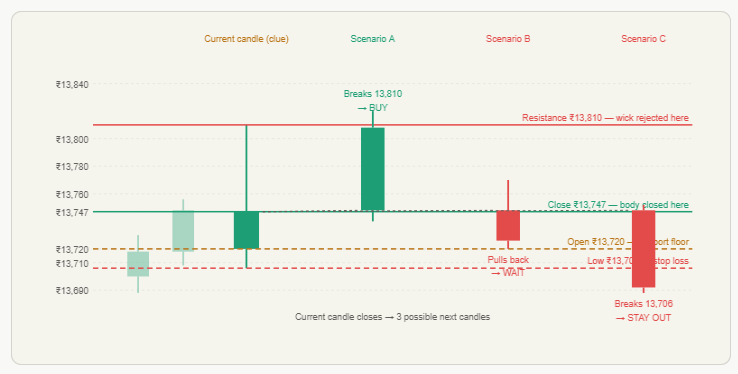 Current candle (clue)
Scenario A
Scenario B
Scenario C
₹13,840
Breaks 13,810
→ BUY
Resistance ₹13,810 — wick rejected here
₹13,800
₹13,780
₹13,760
Close ₹13,747 — body closed here
₹13,747
Open ₹13,720 —
₹13,720
floor
₹13,710
Low
stop loss
Pulls back
→ WAIT
₹13,690
Breaks 13,706
→ STAY OUT
Current candle closes → 3 possible next candles